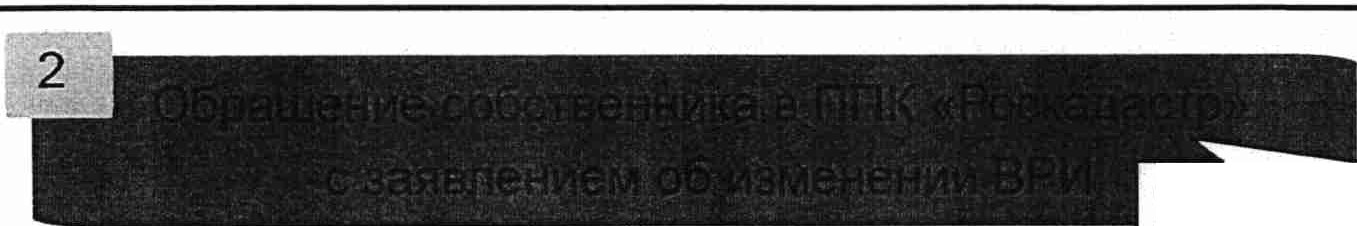 2
Обращение собственника в ППК «Роскадастр»
с заявлением об изменении ВРИ